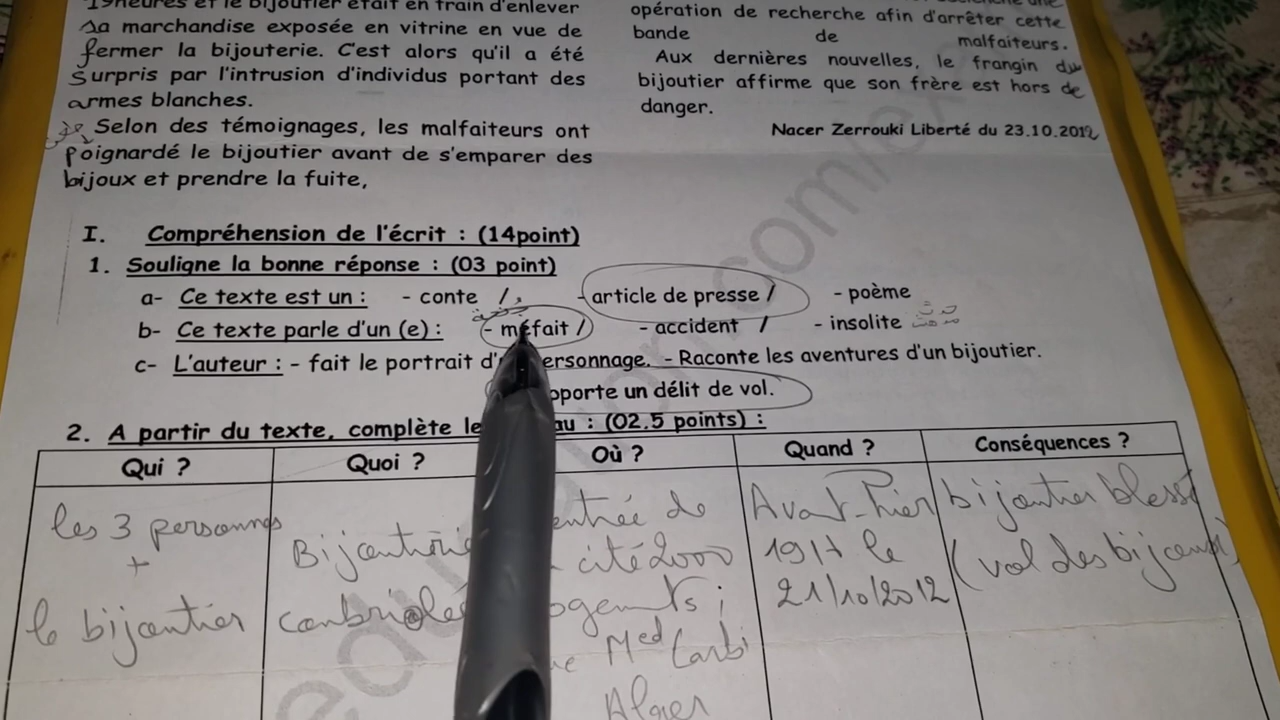 19heures et le bijoutier était en train d'enlever
sa marchandise exposée en vitrine en vue de
fermer la bijouterie. C'est alors qu'il a été
surpris par l'intrusion d'individus portant des
armes blanches.
Selon des témoignages, les malfaiteurs ont
poignardé le bijoutier avant de s'emparer des
bijoux et prendre la fuite,
opération de recherche afin d'arrêter cette
bande de malfaiteurs.
Aux dernières nouvelles, le frangin du
bijoutier affirme que son frère est hors de
danger.
Nacer Zerrouki Liberté du 23.10.2012
I. Compréhension de l'écrit : (14point)
1. Souligne la bonne réponse : (03 point)
a- Ce texte est un : - conte / - article de presse / - poème
b- Ce texte parle d'un (e) : - méfait / - accident / - insolite
c- L'auteur : - fait le portrait d' personnage. - Raconte les aventures d'un bijoutier.
un délit de vol.
2. A partir du texte, complète le : (02,5 points) :
Qui ? Quoi ? Où ? Quand ? Conséquences ?
les 3 personnes
+
le bijoutier
Bijouterie
cambriolée
entrée de
cité 2000
logements ;
Med Larbi
Alger
Avant-hier
19H le
21/10/2012
bijoutier blessé
(vol des bijoux)